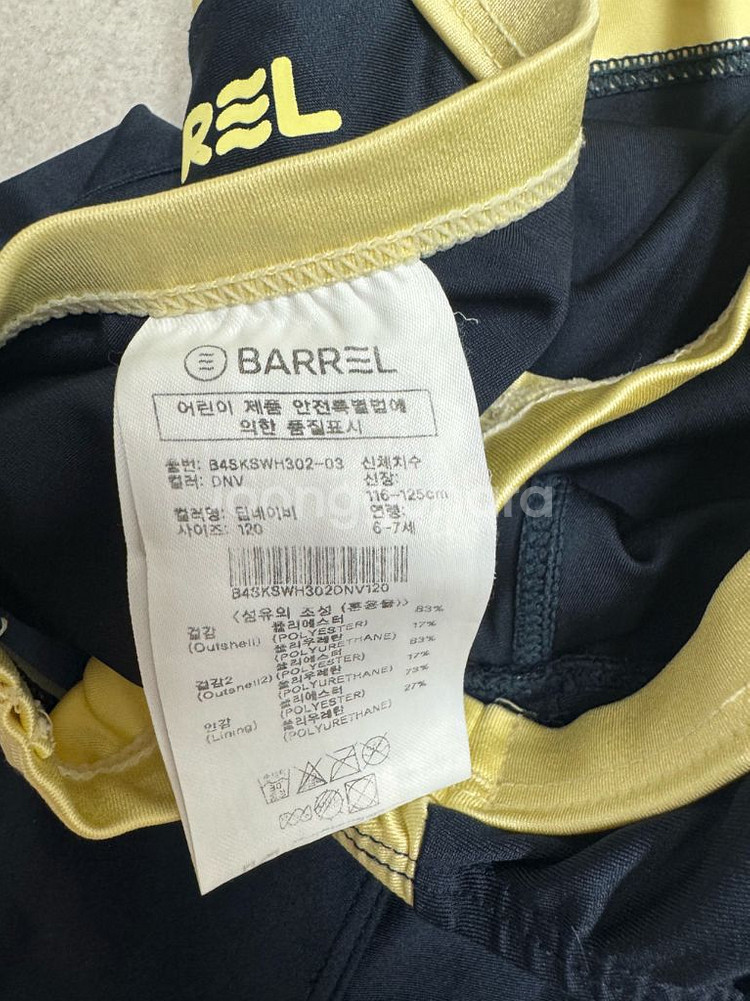 REL
BARREL
어린이 제품 안전특별법에
의한 품질표시
품번: B4SKSWH302-03 신체치수
컬러: DNV 신장:
116-125cm
컬러명: 딥네이비 연령:
사이즈: 120 6-7세
B4SKSWH302DNV120
<섬유의 조성 (혼용율)>
겉감 폴리에스터 83%
(Outshell) (POLYESTER) 17%
폴리우레탄
(POLYURETHANE) 83%
겉감2 폴리에스터
(Outshell2) (POLYESTER) 17%
폴리우레탄
(POLYURETHANE) 73%
안감 폴리에스터
(Lining) (POLYESTER) 27%
폴리우레탄
(POLYURETHANE)
30